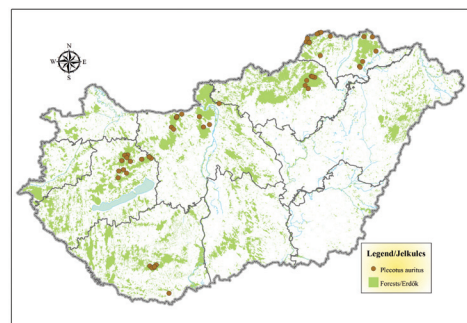 N
W E
S
Legend/Jelkulcs
Plecotus auritus
Forests/Erdők